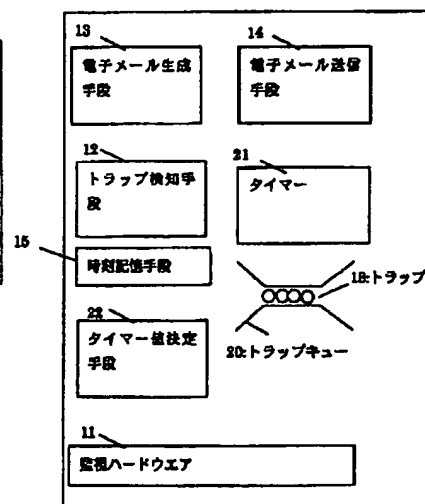 13
電子メール生成
手段
14
電子メール送信
手段
12
トラップ検知手
段
21
タイマー
15
時刻記憶手段
18:トラップ
20:トラップキュー
22
タイマー値決定
手段
11
監視ハードウエア